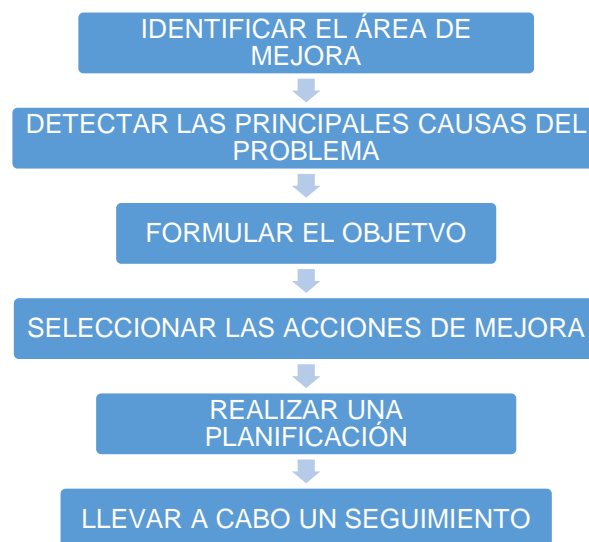 IDENTIFICAR EL ÁREA DE
MEJORA
DETECTAR LAS PRINCIPALES CAUSAS DEL
PROBLEMA
FORMULAR EL OBJETVO
SELECCIONAR LAS ACCIONES DE MEJORA
REALIZAR UNA
PLANIFICACIÓN
LLEVAR A CABO UN SEGUIMIENTO